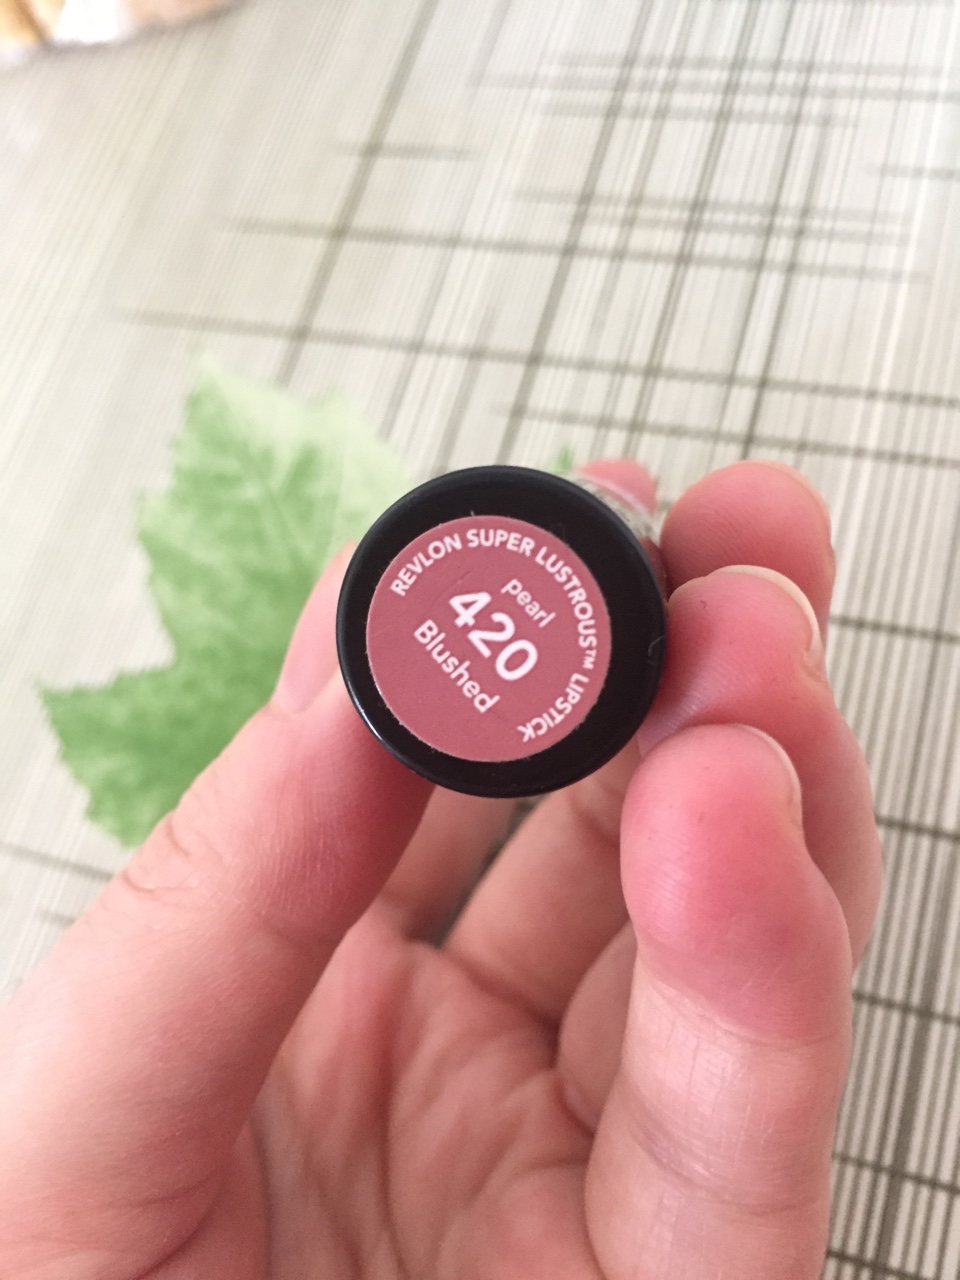 REVLON SUPER LUSTROUS™ LIPSTICK
pearl
420
Blushed